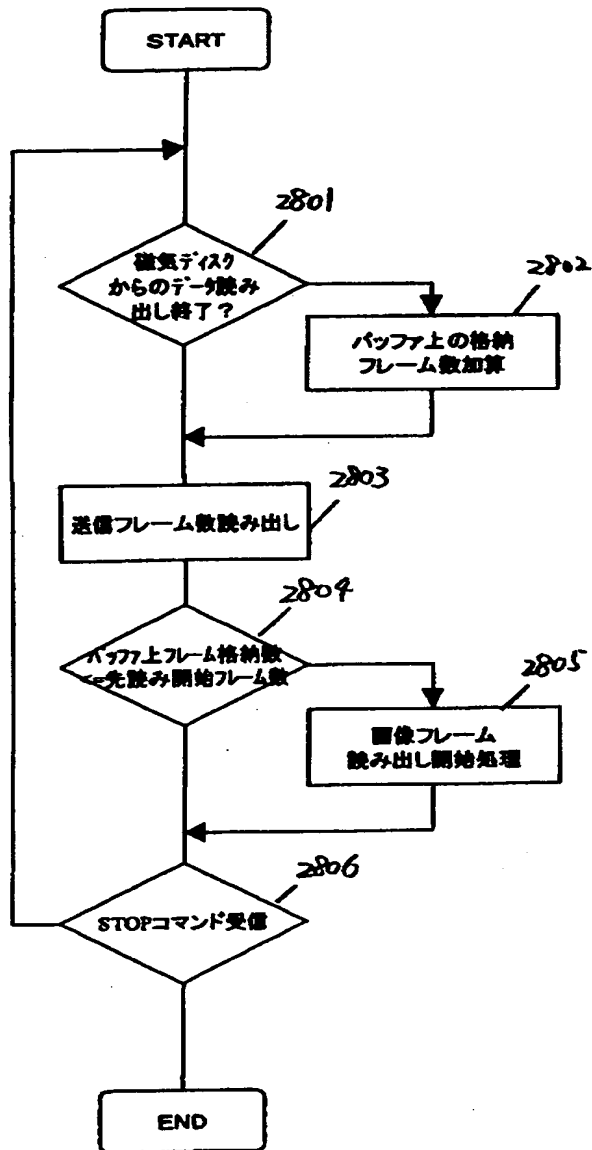 START
2801
磁気ディスク
からのデータ読み
出し終了？
2802
バッファ上の格納
フレーム数加算
2803
送信フレーム数読み出し
2804
バッファ上フレーム格納数
<=先読み開始フレーム数
2805
画像フレーム
読み出し開始処理
2806
STOPコマンド受信
END